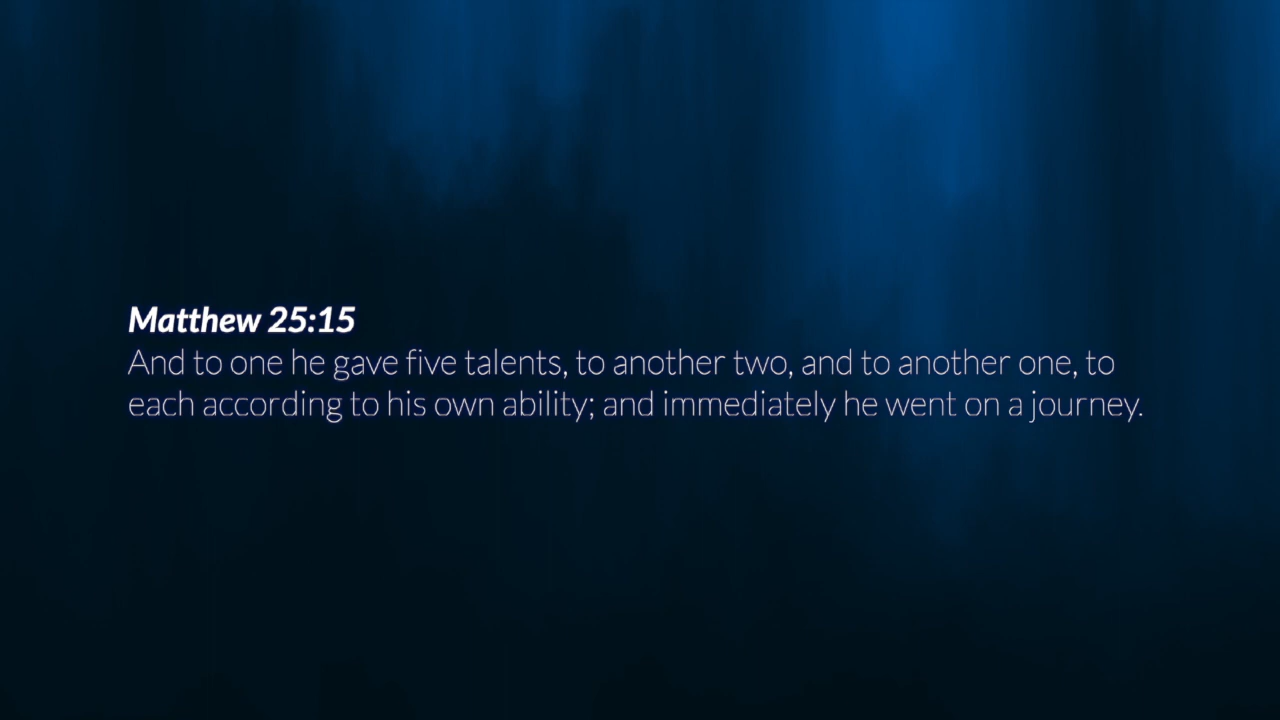 Matthew 25:15
And to one he gave five talents, to another two, and to another one, to
each according to his own ability; and immediately he went on a journey.